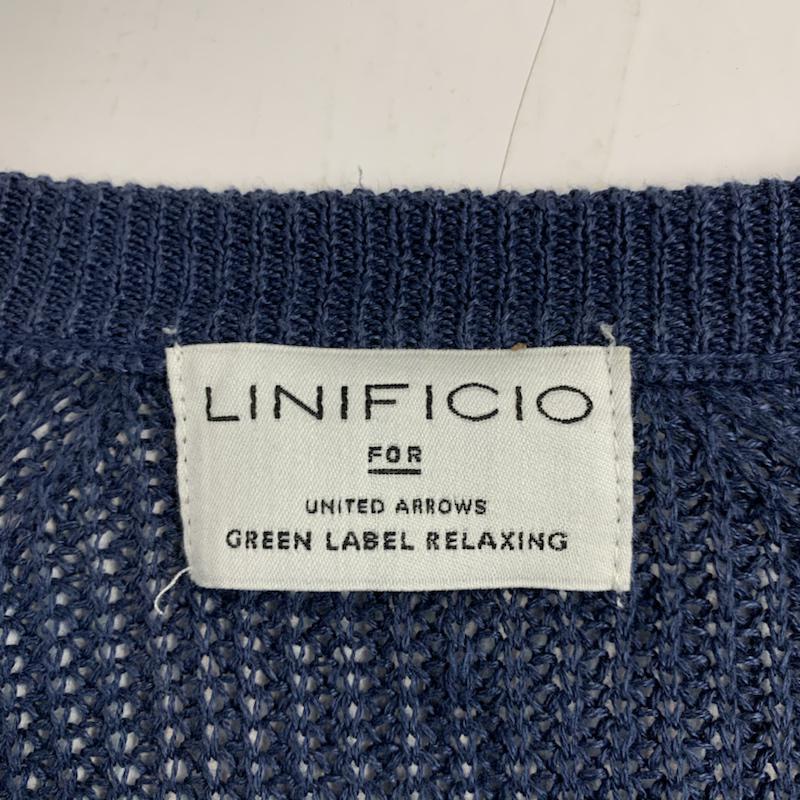 LINIFICIO
FOR
UNITED ARROWS
GREEN LABEL RELAXING